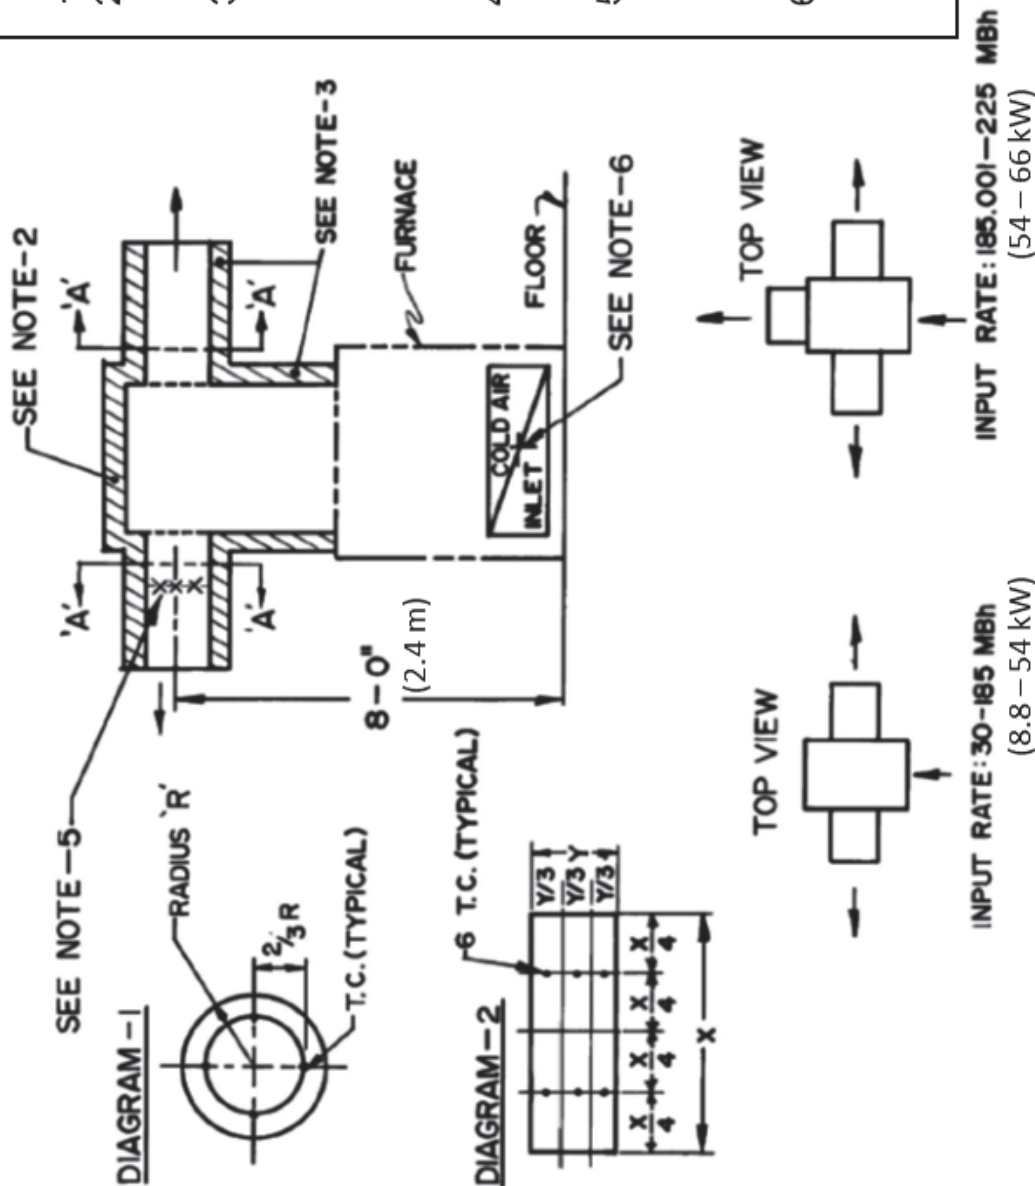 SEE NOTE-5
DIAGRAM-1
RADIUS 'R'
2/3 R
T.C. (TYPICAL)
DIAGRAM-2
6 T.C. (TYPICAL)
Y/3
Y/3 Y
Y/3
X/4 X/4 X/4 X/4
X
SEE NOTE-2
'A' 'A'
'A' 'A'
SEE NOTE-3
FURNACE
8-0"
(2.4 m)
COLD AIR
INLET
FLOOR
SEE NOTE-6
TOP VIEW
INPUT RATE: 30-185 MBh
(8.8 – 54 kW)
TOP VIEW
INPUT RATE: 185.001-225 MBh
(54 – 66 kW)